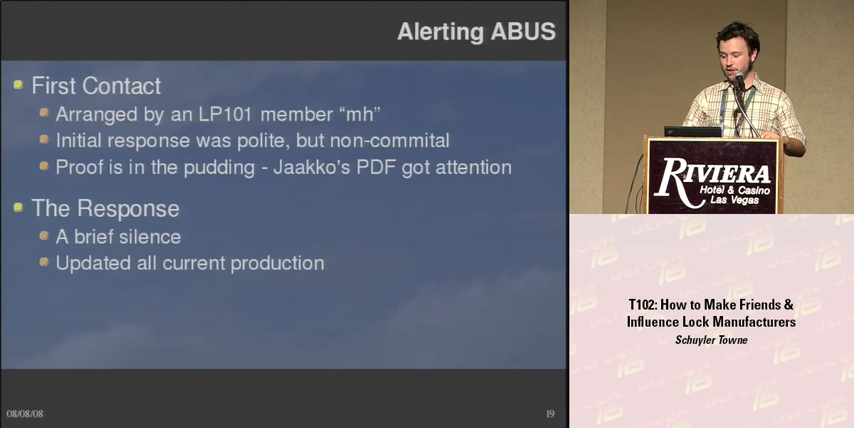 Alerting ABUS
First Contact
Arranged by an LP101 member “mh”
Initial response was polite, but non-commital
Proof is in the pudding - Jaakko's PDF got attention
The Response
A brief silence
Updated all current production
08/08/08
19
RIVIERA
Hotel & Casino
Las Vegas
T102: How to Make Friends &
Influence Lock Manufacturers
Schuyler Towne